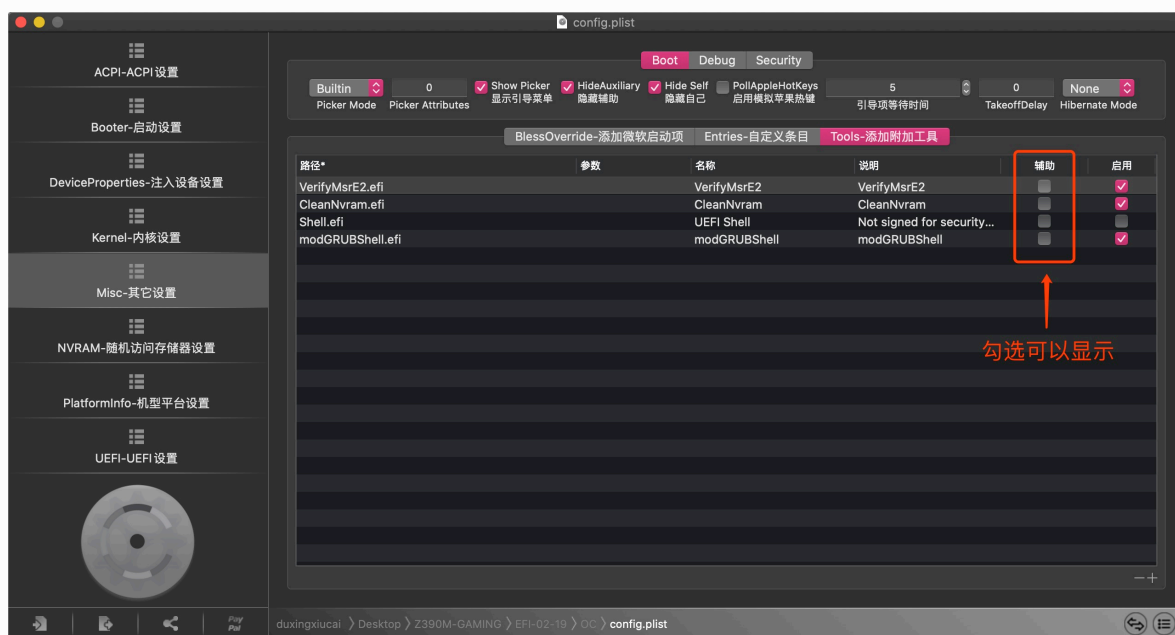 config.plist
ACPI-ACPI设置
Booter-启动设置
DeviceProperties-注入设备设置
Kernel-内核设置
Misc-其它设置
NVRAM-随机访问存储器设置
PlatformInfo-机型平台设置
UEFI-UEFI设置
Boot Debug Security
Builtin 0 Show Picker HideAuxiliary Hide Self PollAppleHotKeys 5 0 None
显示引导菜单 隐藏辅助 隐藏自己 启用模拟苹果热键
Picker Mode Picker Attributes 引导项等待时间 TakeoffDelay Hibernate Mode
BlessOverride-添加微软启动项 Entries-自定义条目 Tools-添加附加工具
路径* 参数 名称 说明 辅助 启用
VerifyMsrE2.efi VerifyMsrE2 VerifyMsrE2
CleanNvram.efi CleanNvram CleanNvram
Shell.efi UEFI Shell Not signed for security...
modGRUBShell.efi modGRUBShell modGRUBShell
勾选可以显示
Pay
Pal
duxingxiucai 〉Desktop 〉Z390M-GAMING 〉EFI-02-19 〉OC 〉config.plist